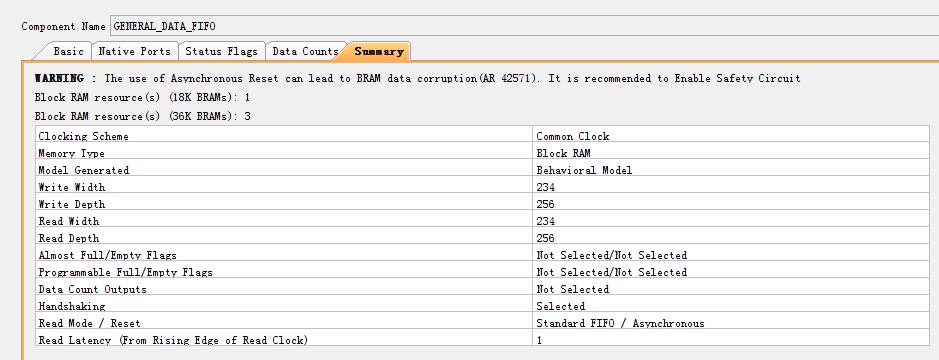 Component Name GENERAL_DATA_FIFO
Basic Native Ports Status Flags Data Counts Summary
WARNING : The use of Asynchronous Reset can lead to BRAM data corruption(AR 42571). It is recommended to Enable Safety Circuit
Block RAM resource(s) (18K BRAMs): 1
Block RAM resource(s) (36K BRAMs): 3
Clocking Scheme Common Clock
Memory Type Block RAM
Model Generated Behavioral Model
Write Width 234
Write Depth 256
Read Width 234
Read Depth 256
Almost Full/Empty Flags Not Selected/Not Selected
Programmable Full/Empty Flags Not Selected/Not Selected
Data Count Outputs Not Selected
Handshaking Selected
Read Mode / Reset Standard FIFO / Asynchronous
Read Latency (From Rising Edge of Read Clock) 1